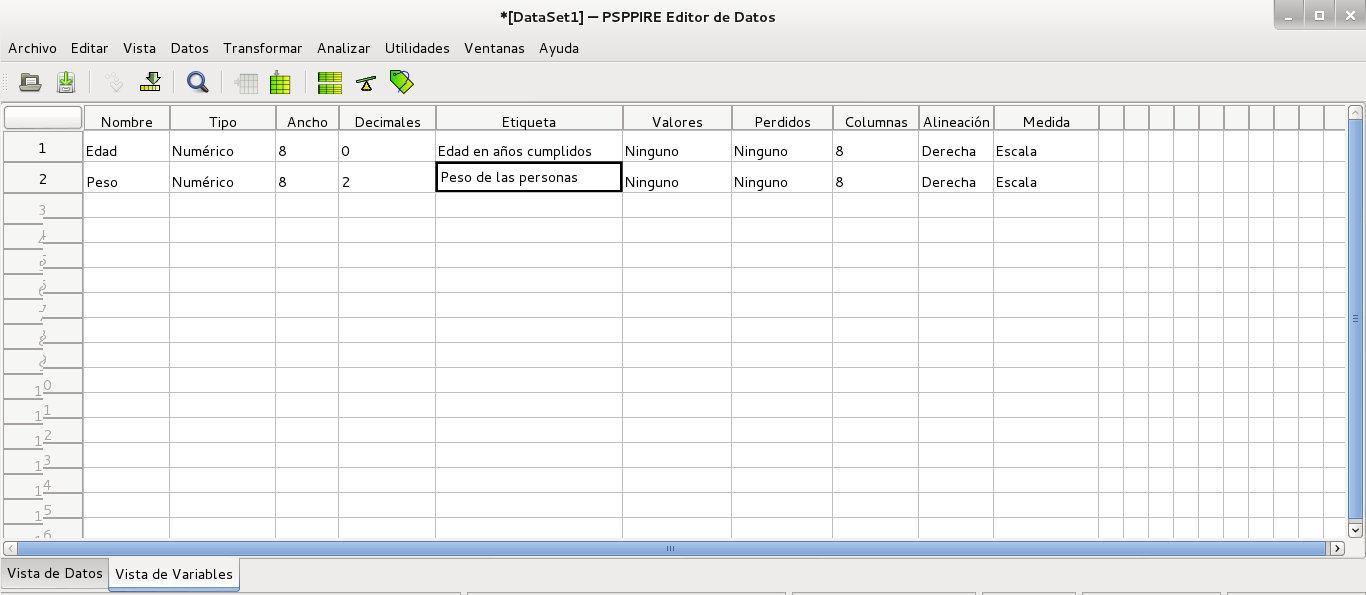 *[DataSet1] — PSPPIRE Editor de Datos
Archivo Editar Vista Datos Transformar Analizar Utilidades Ventanas Ayuda
Nombre Tipo Ancho Decimales Etiqueta Valores Perdidos Columnas Alineación Medida
1 Edad Numérico 8 0 Edad en años cumplidos Ninguno Ninguno 8 Derecha Escala
2 Peso Numérico 8 2 Peso de las personas Ninguno Ninguno 8 Derecha Escala
3
4
5
6
7
8
9
10
11
12
13
14
15
16
Vista de Datos Vista de Variables